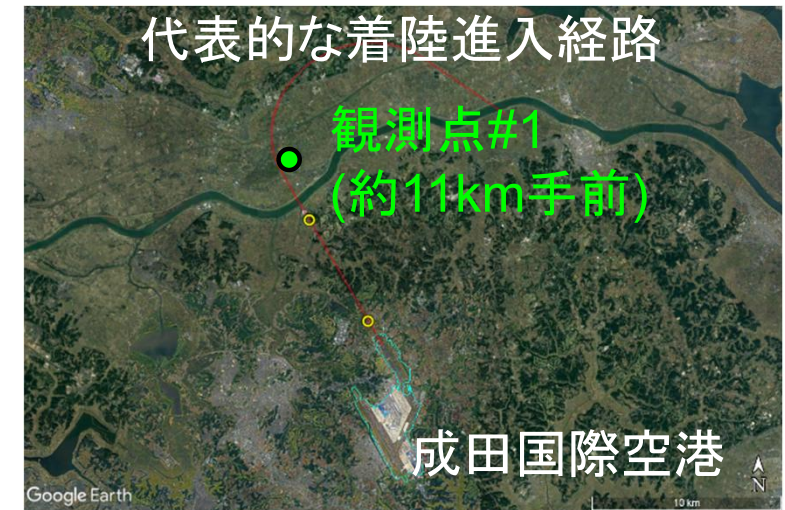 代表的な着陸進入経路
観測点#1
(約11km手前)
成田国際空港
N
Google Earth
10 km